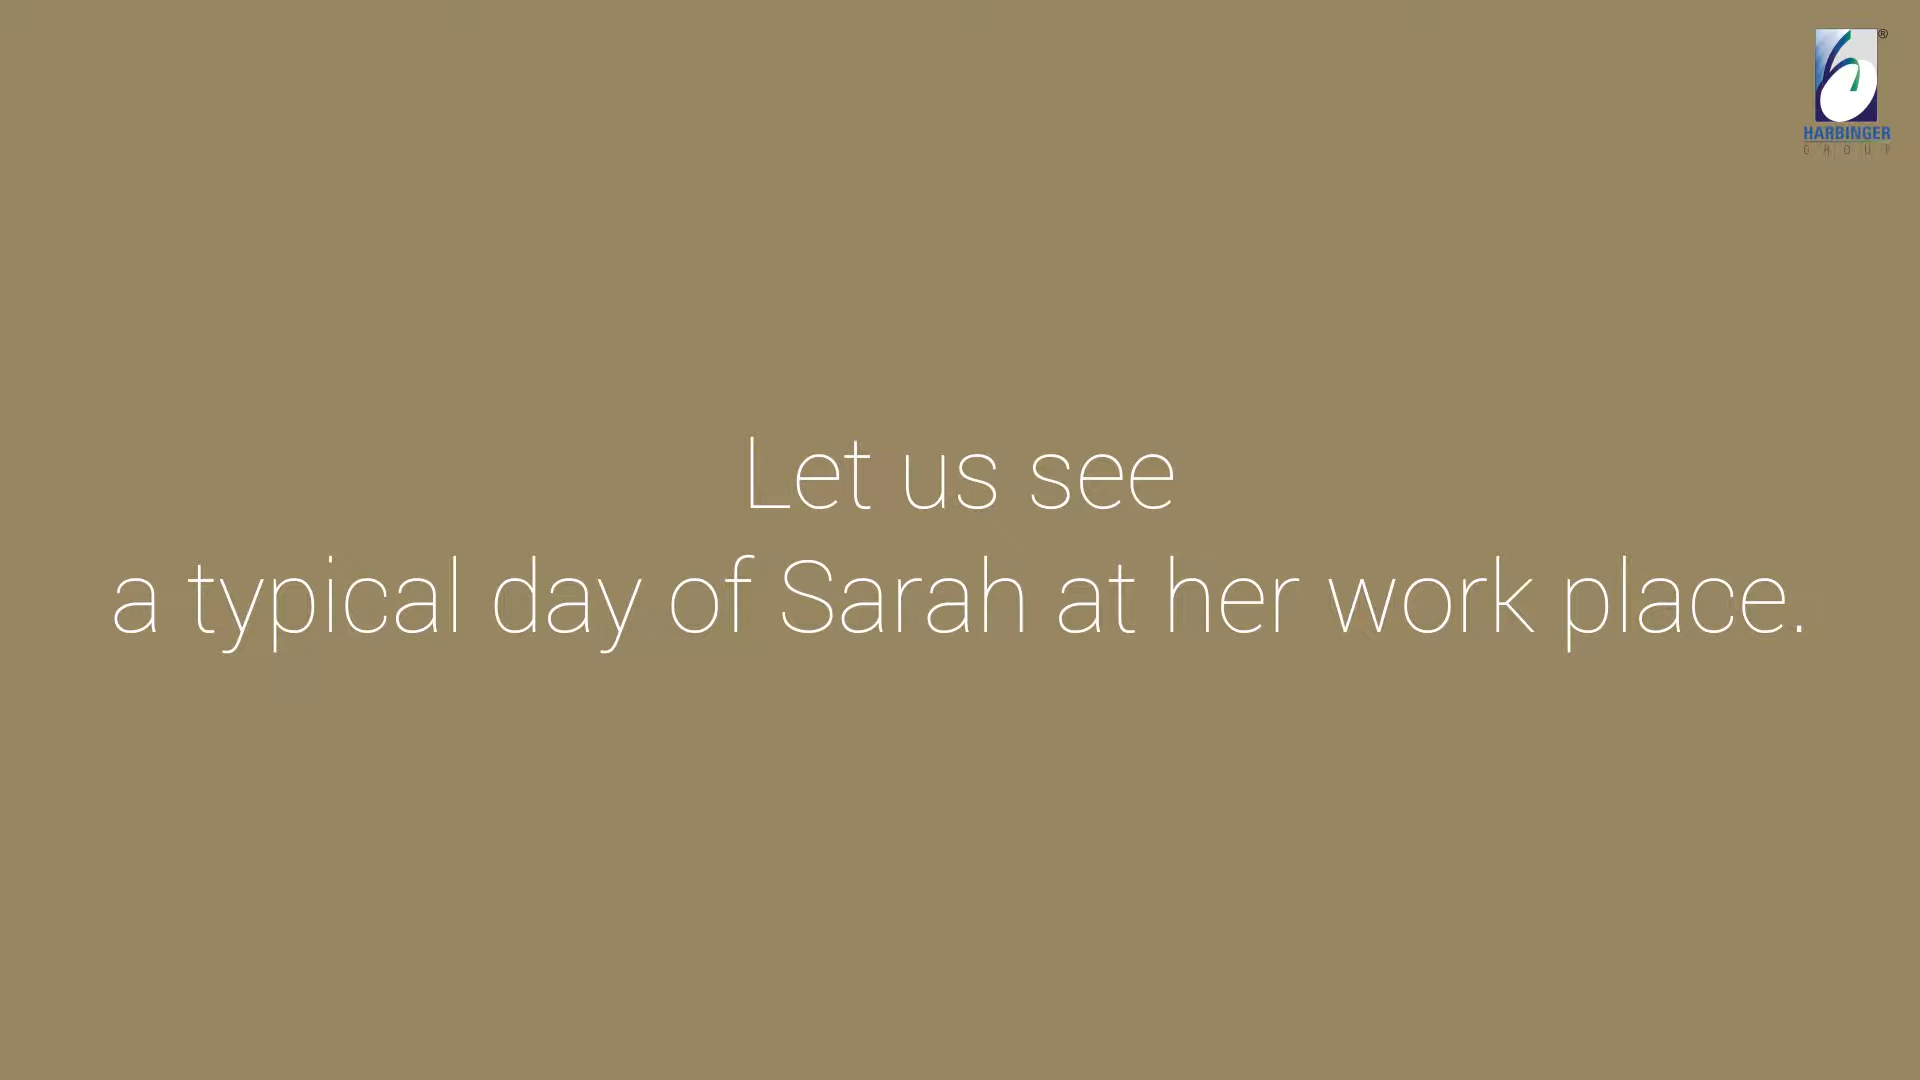 ®
HARBINGER
GROUP
Let us see
a typical day of Sarah at her work place.